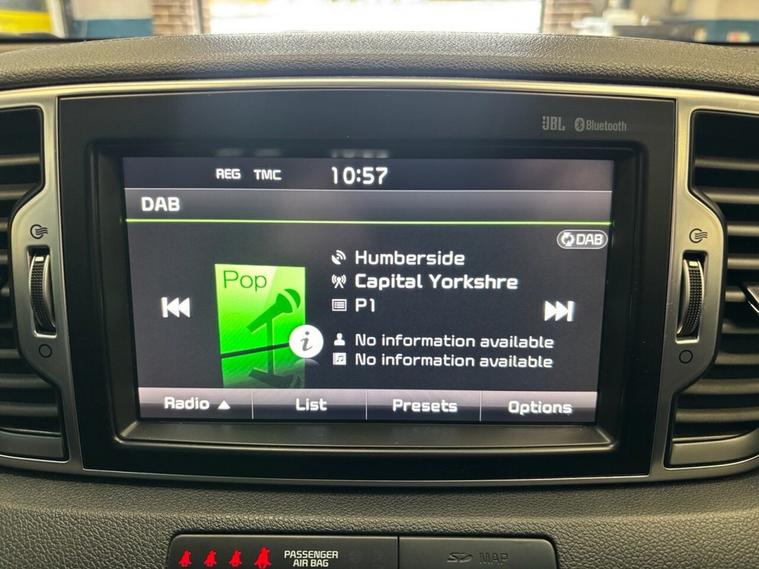 JBL Bluetooth
REG TMC 10:57
DAB
DAB
Humberside
Pop
Capital Yorkshre
P1
i
No information available
No information available
Radio List Presets Options
PASSENGER
AIR BAG
SD MAP